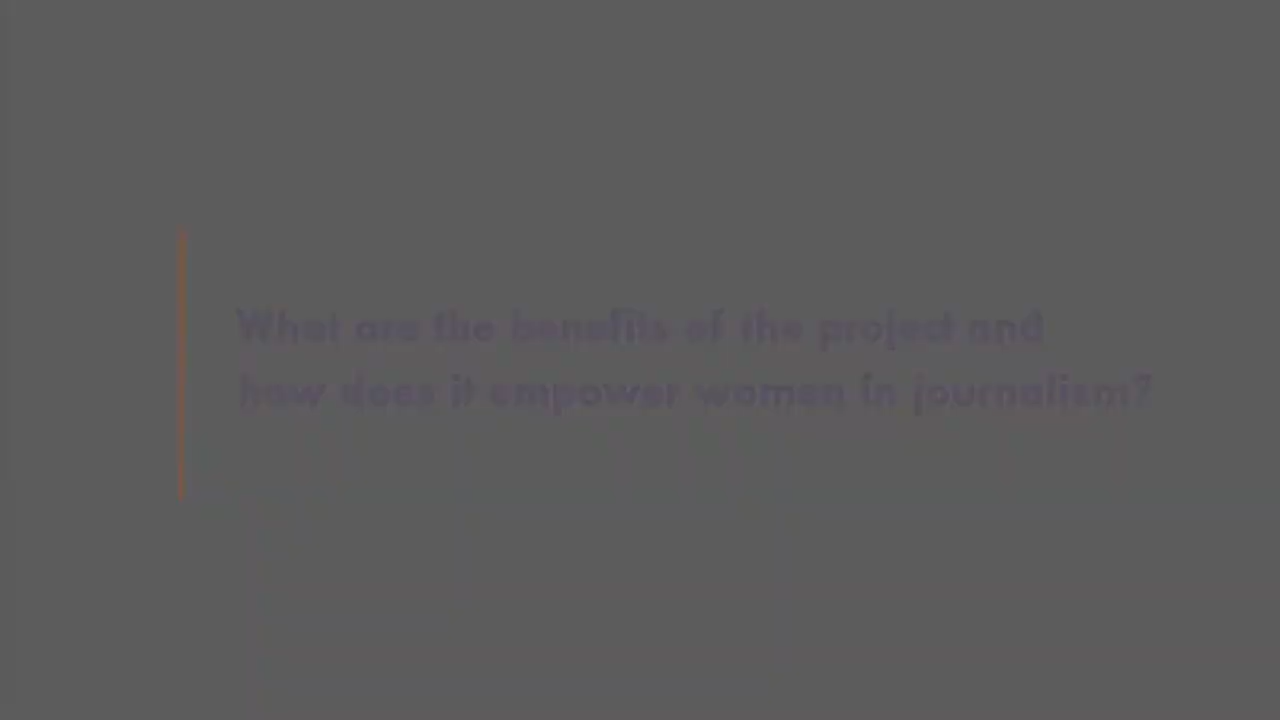 What are the benefits of the project and
how does it empower women in journalism?